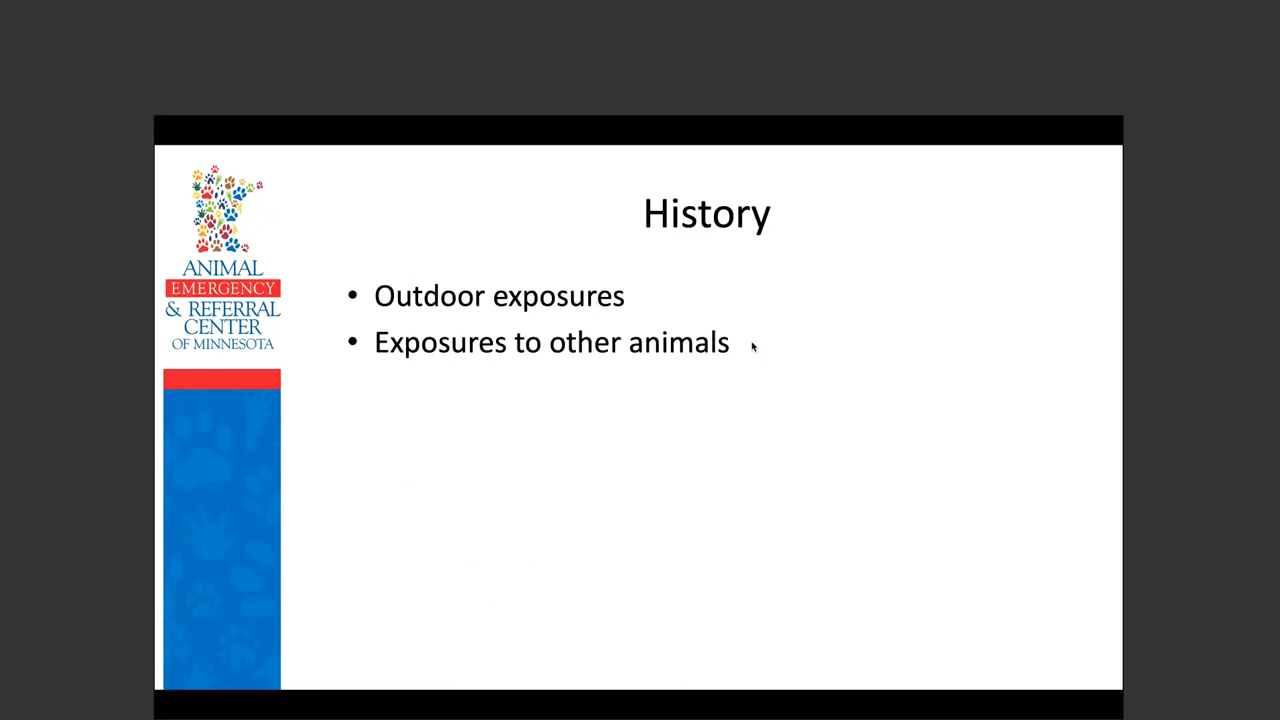 History
• Outdoor exposures
• Exposures to other animals
ANIMAL
EMERGENCY
& REFERRAL
CENTER
OF MINNESOTA